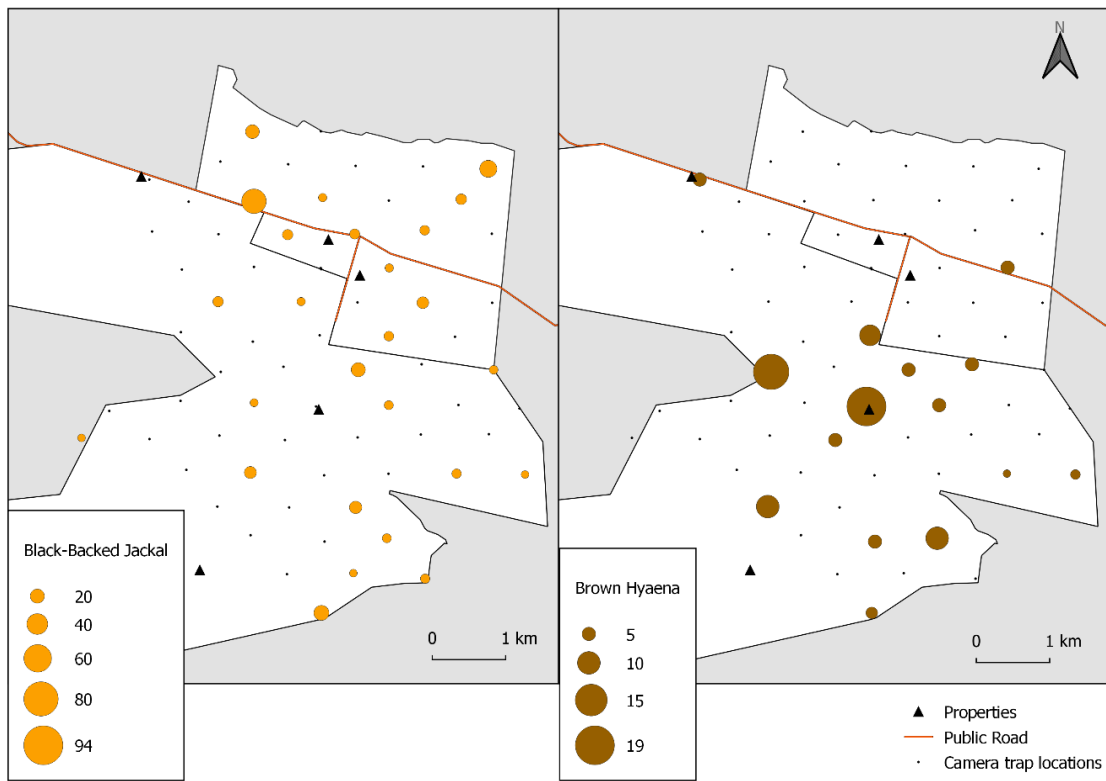 N
Black-Backed Jackal
20
40
60
80
94
0 1 km
Brown Hyaena
5
10
15
19
0 1 km
Properties
Public Road
Camera trap locations